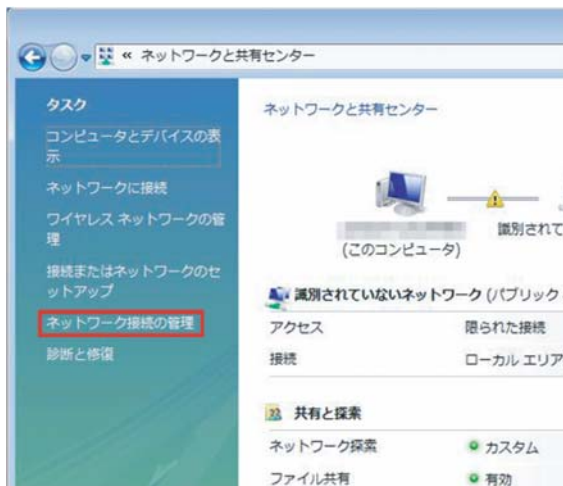 « ネットワークと共有センター
タスク
コンピュータとデバイスの表
示
ネットワークに接続
ワイヤレス ネットワークの管
理
接続またはネットワークのセ
ットアップ
ネットワーク接続の管理
診断と修復
ネットワークと共有センター
(このコンピュータ)
識別されて
識別されていないネットワーク (パブリック
アクセス 限られた接続
接続 ローカル エリア
共有と探索
ネットワーク探索 カスタム
ファイル共有 有効